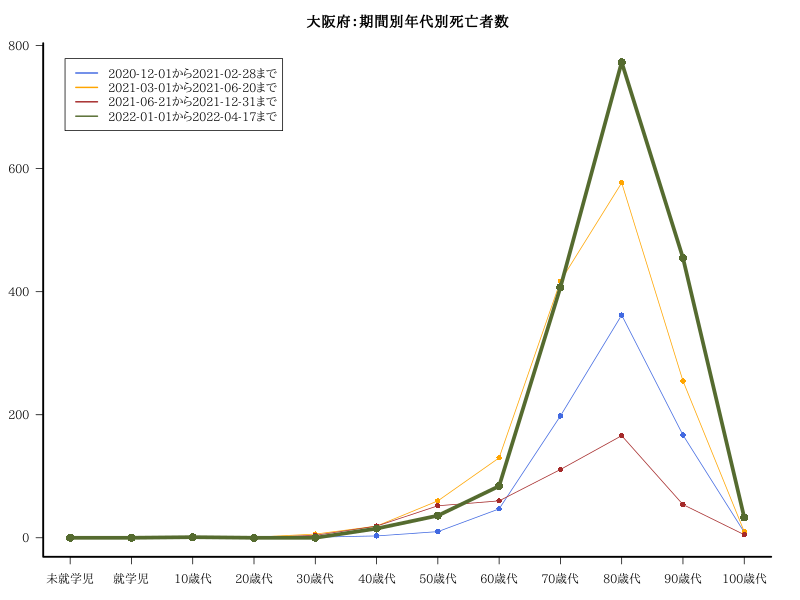 大阪府：期間別年代別死亡者数
2020-12-01から2021-02-28まで
2021-03-01から2021-06-20まで
2021-06-21から2021-12-31まで
2022-01-01から2022-04-17まで
800
600
400
200
0
未就学児 就学児 10歳代 20歳代 30歳代 40歳代 50歳代 60歳代 70歳代 80歳代 90歳代 100歳代